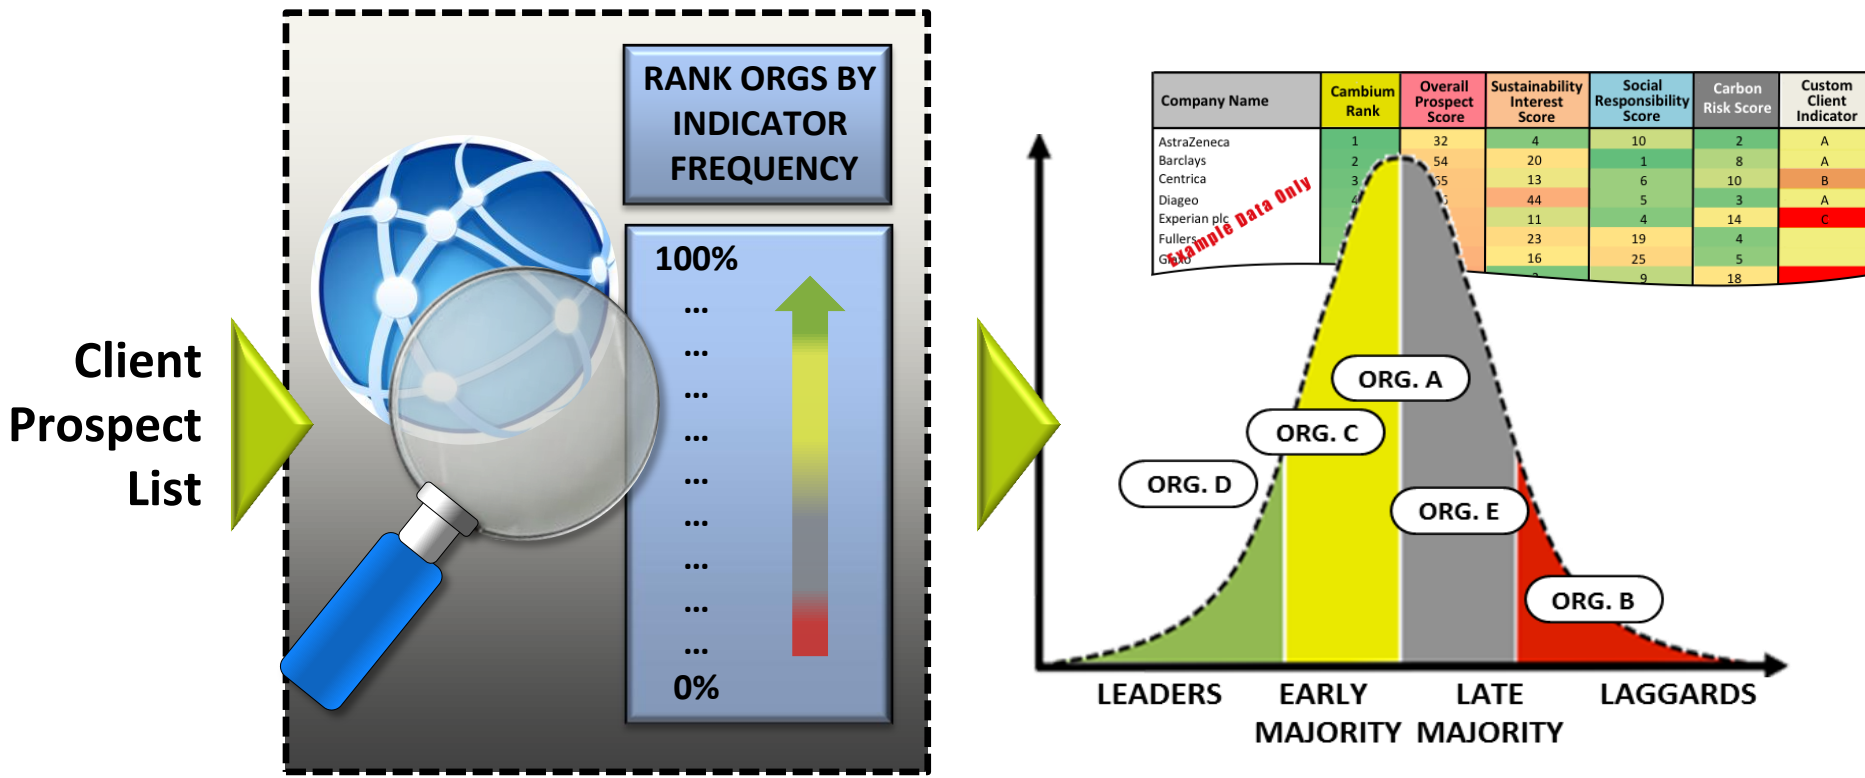 Client
Prospect
List
RANK ORGS BY
INDICATOR
FREQUENCY
100%
...
...
...
...
...
...
...
...
...
0%
Company Name
Cambium
Rank
Overall
Prospect
Score
Sustainability
Interest
Score
Social
Responsibility
Score
Carbon
Risk Score
Custom
Client
Indicator
AstraZeneca 1 32 4 10 2 A
Barclays 2 54 20 1 8 A
Centrica 3 13 6 10 B
Diageo 44 5 3 A
Experian plc 11 4 14 C
Fullers 23 19 4
16 25 5
9 18
Example Data Only
ORG. A
ORG. C
ORG. D
ORG. E
ORG. B
LEADERS
EARLY
MAJORITY
LATE
MAJORITY
LAGGARDS